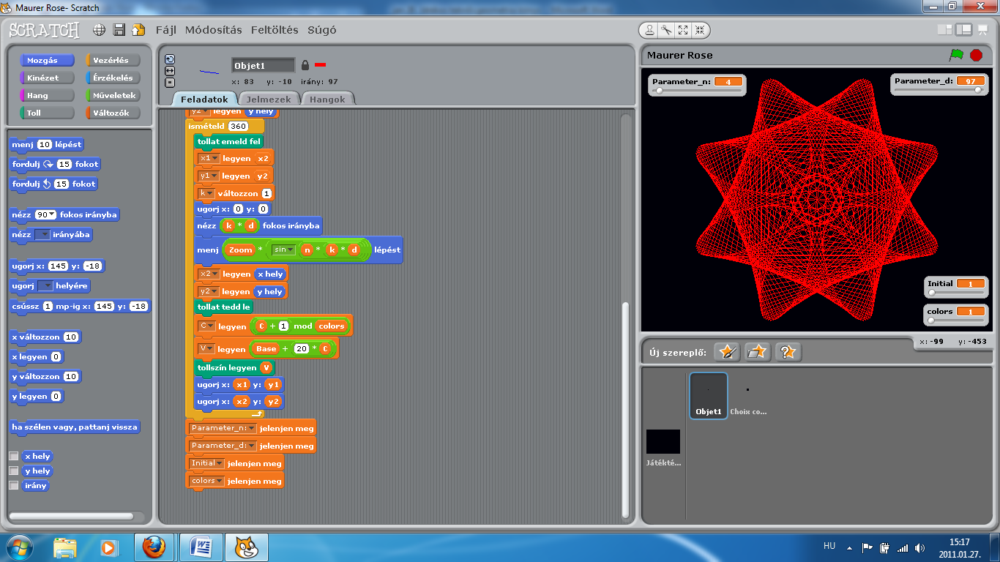 Maurer Rose- Scratch
SCRATCH Fájl Módosítás Feltöltés Súgó
Mozgás Vezérlés
Kinézet Érzékelés
Hang Műveletek
Toll Változók
menj 10 lépést
fordulj 15 fokot
fordulj 15 fokot
nézz 90 fokos irányba
nézz irányába
ugorj x: 145 y: -18
ugorj helyére
csússz 1 mp-ig x: 145 y: -18
x változzon 10
x legyen 0
y változzon 10
y legyen 0
ha szélen vagy, pattanj vissza
x hely
y hely
irány
Objet1
x: 83 y: -10 irány: 97
Feladatok Jelmezek Hangok
y2 legyen y hely
ismételd 360
tollat emeld fel
x1 legyen x2
y1 legyen y2
k változzon 1
ugorj x: 0 y: 0
nézz k * d fokos irányba
menj Zoom * sin n * k * d lépést
x2 legyen x hely
y2 legyen y hely
tollat tedd le
C legyen C + 1 mod colors
V legyen Base + 20 * C
tollszín legyen V
ugorj x: x1 y: y1
ugorj x: x2 y: y2
Parameter_n: jelenjen meg
Parameter_d: jelenjen meg
Initial jelenjen meg
colors jelenjen meg
Maurer Rose
Parameter_n: 4
Parameter_d: 97
Initial 1
colors 1
x: -99 y: -453
Új szereplő:
Objet1 Choix co...
Játékté...
HU
15:17
2011.01.27.